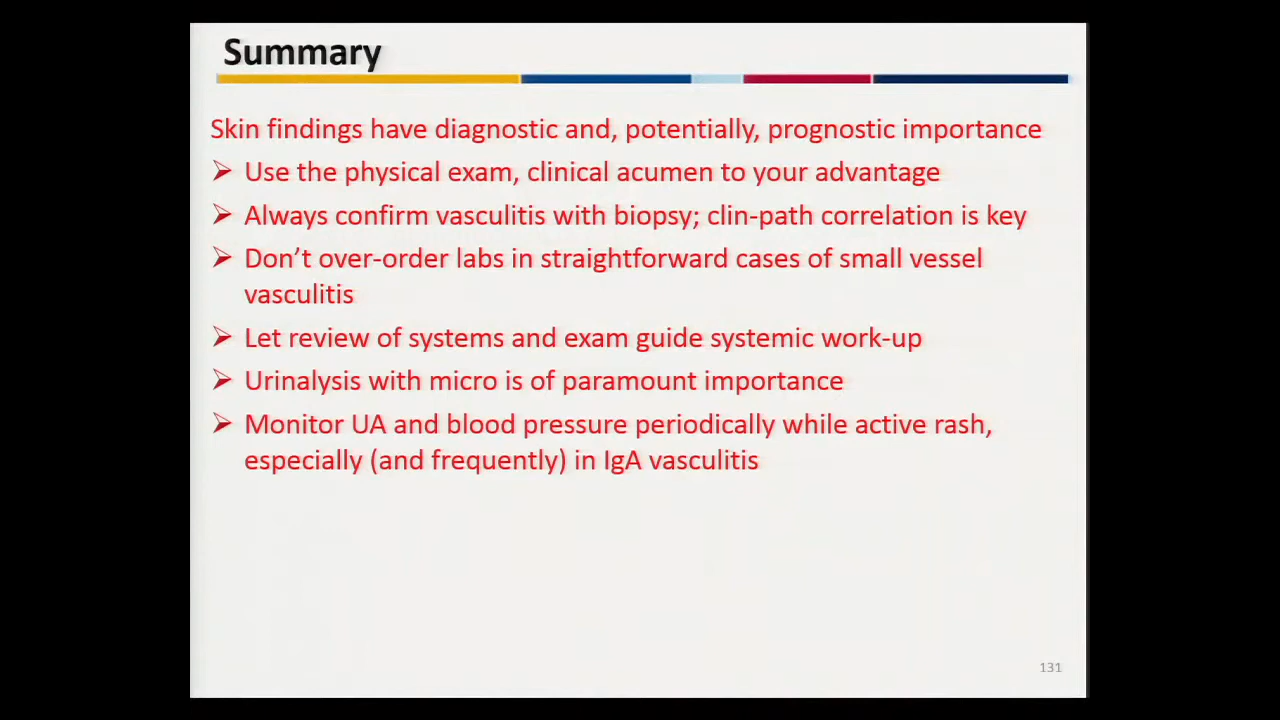 Summary
Skin findings have diagnostic and, potentially, prognostic importance
➢ Use the physical exam, clinical acumen to your advantage
➢ Always confirm vasculitis with biopsy; clin-path correlation is key
➢ Don’t over-order labs in straightforward cases of small vessel
vasculitis
➢ Let review of systems and exam guide systemic work-up
➢ Urinalysis with micro is of paramount importance
➢ Monitor UA and blood pressure periodically while active rash,
especially (and frequently) in IgA vasculitis
131